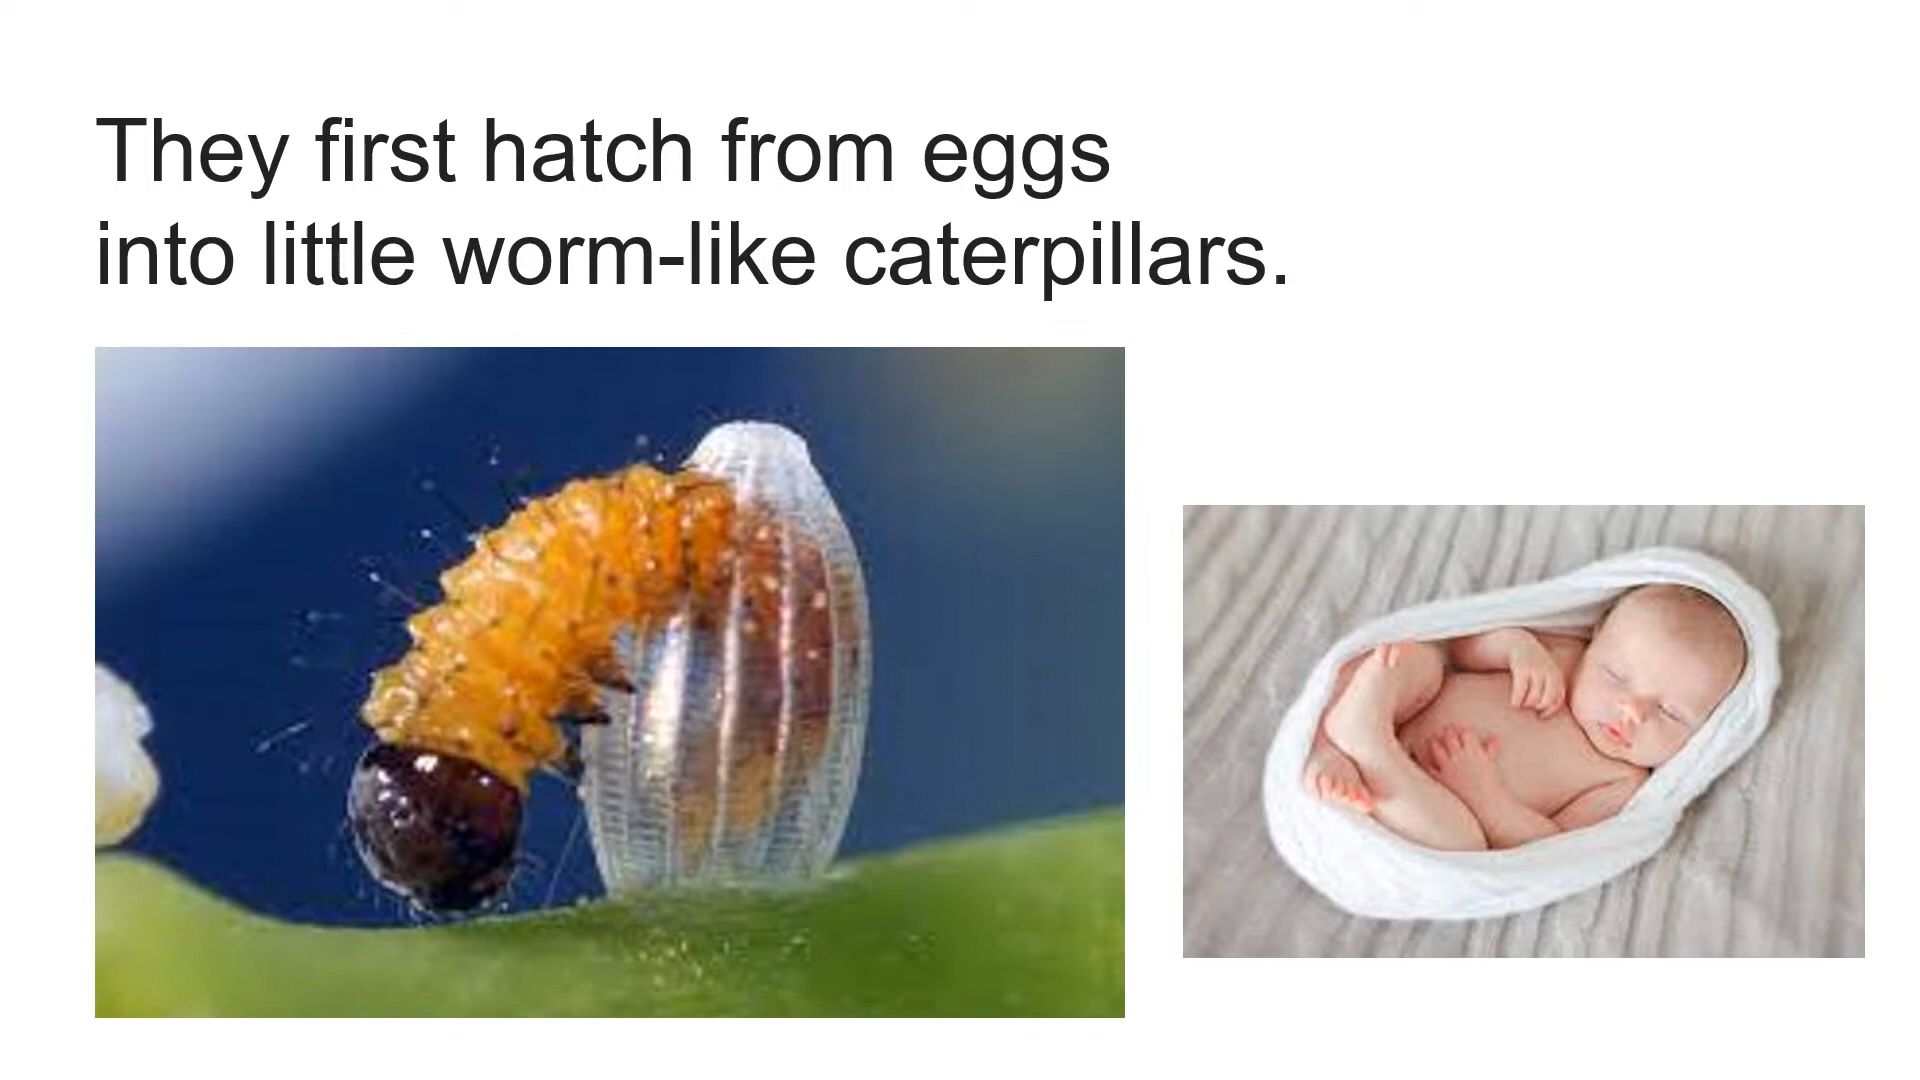 They first hatch from eggs
into little worm-like caterpillars.